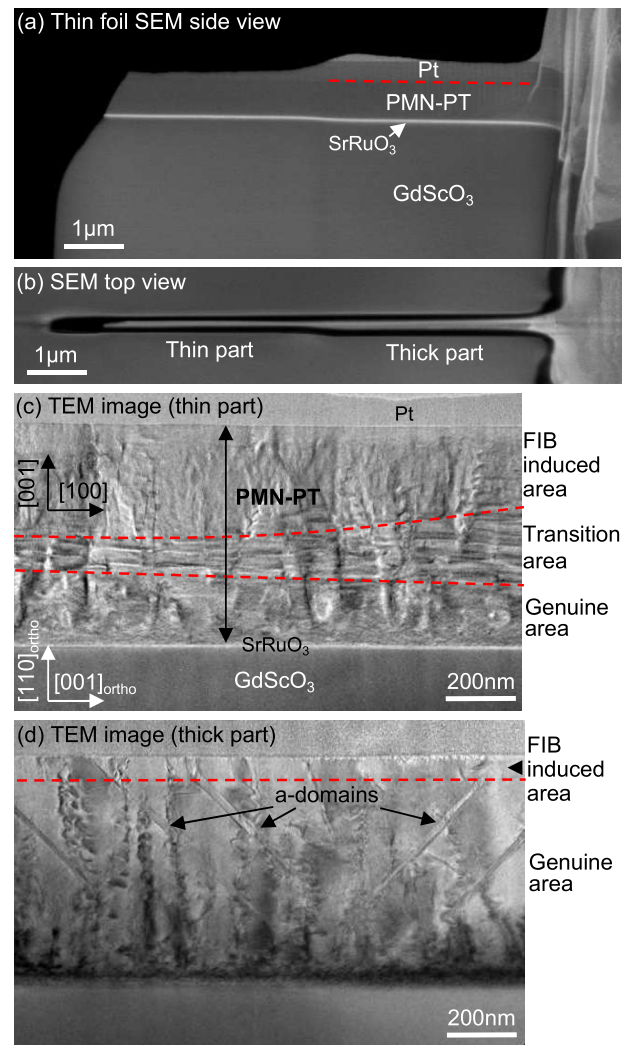 (a) Thin foil SEM side view
Pt
PMN-PT
SrRuO₃
GdScO₃
1µm
(b) SEM top view
Thin part
Thick part
1µm
(c) TEM image (thin part)
Pt
FIB
induced
area
[001]
[100]
PMN-PT
Transition
area
Genuine
area
SrRuO₃
[110]ortho
[001]ortho
GdScO₃
200nm
(d) TEM image (thick part)
FIB
induced
area
a-domains
Genuine
area
200nm